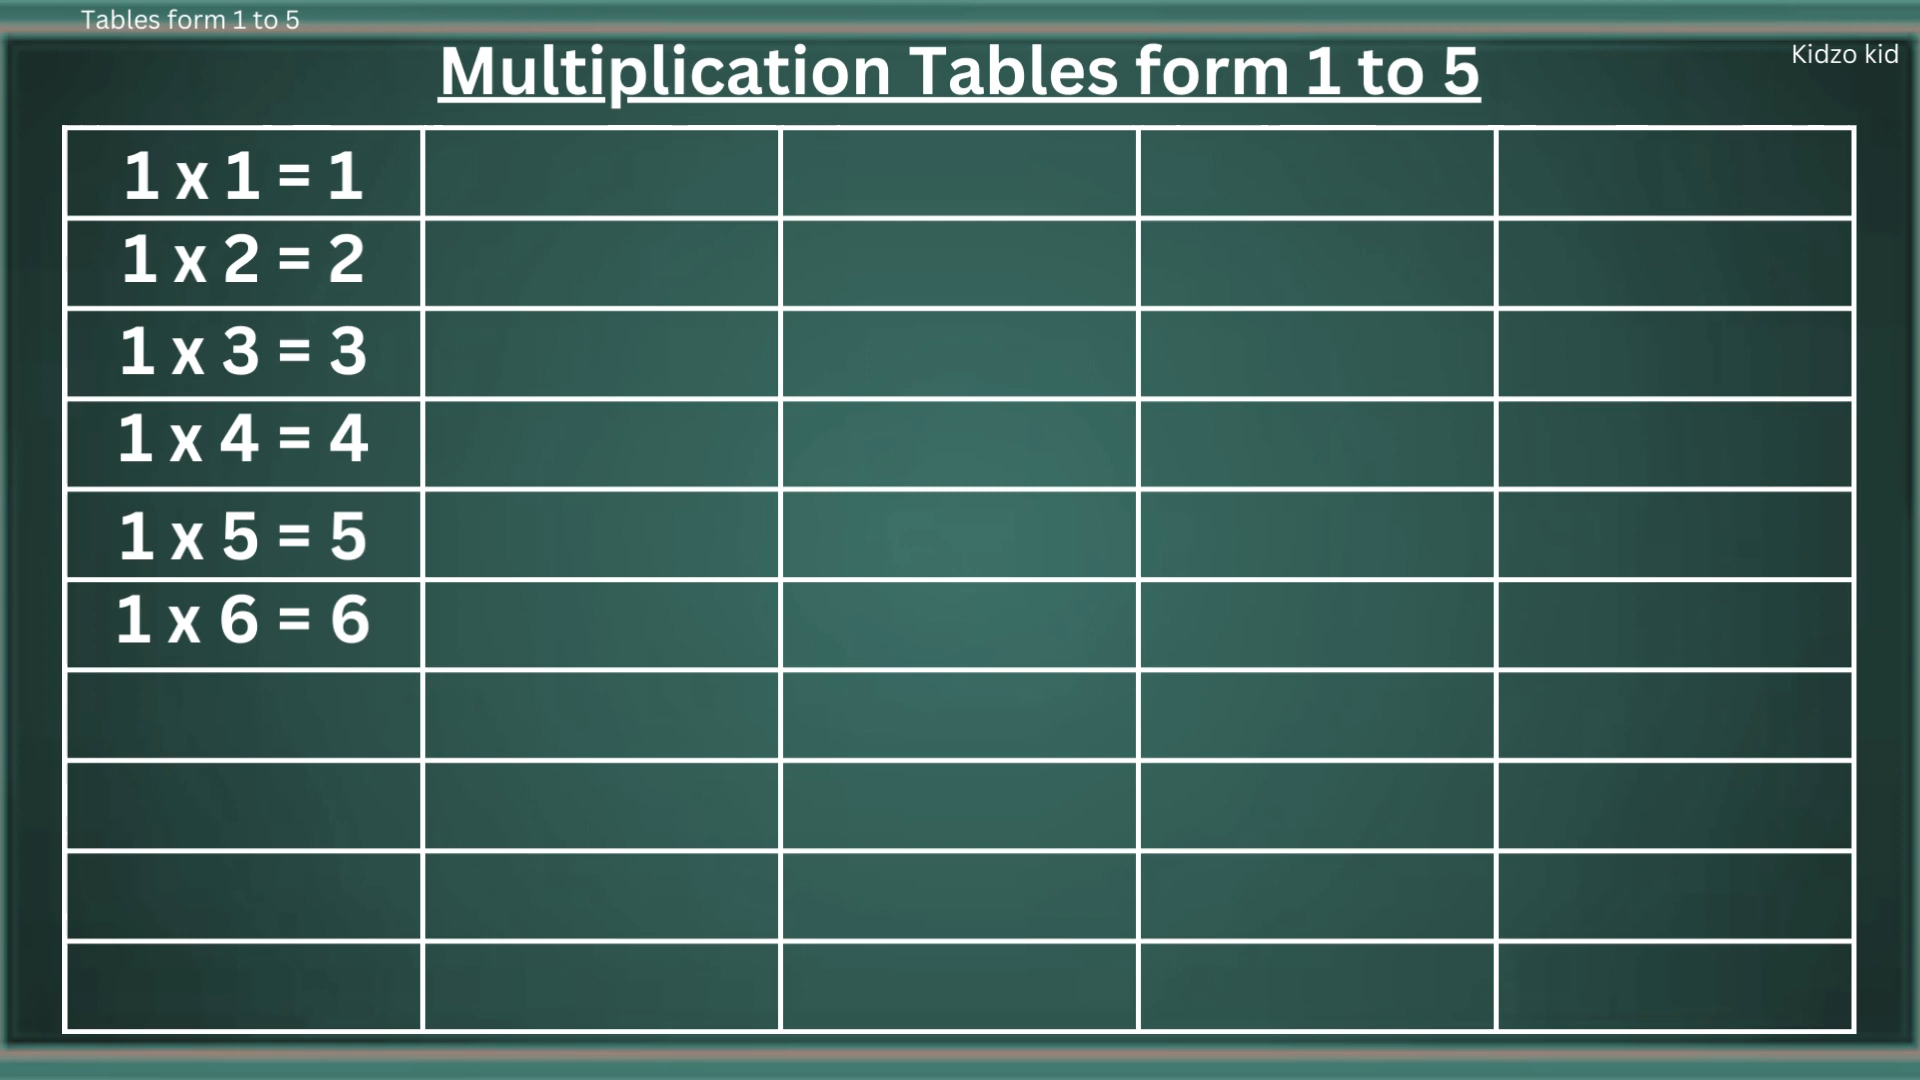 Tables form 1 to 5
Multiplication Tables form 1 to 5
Kidzo kid
1 x 1 = 1
1 x 2 = 2
1 x 3 = 3
1 x 4 = 4
1 x 5 = 5
1 x 6 = 6